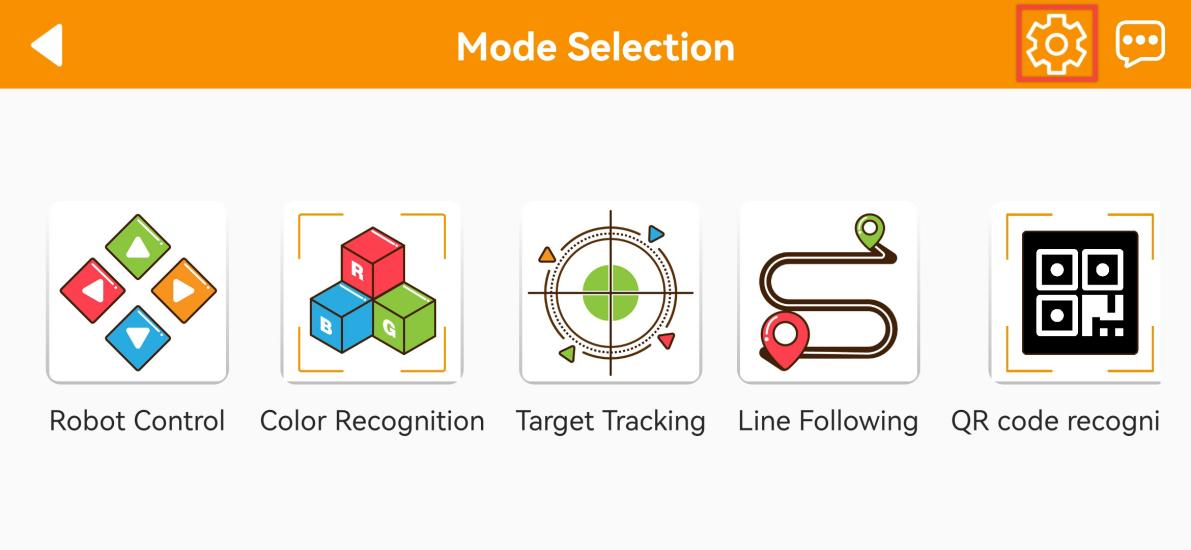 Mode Selection
R
B
G
Robot Control
Color Recognition
Target Tracking
Line Following
QR code recogni